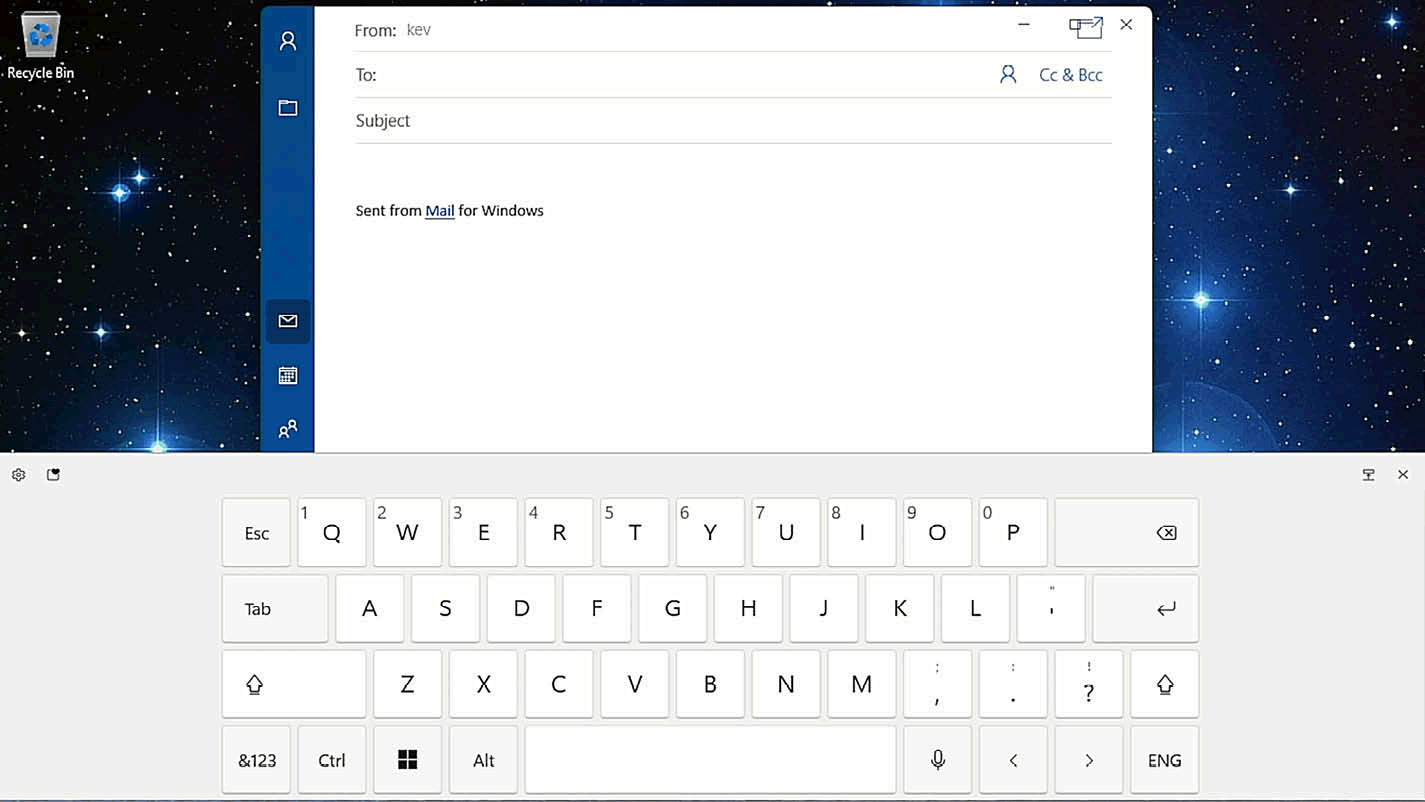 Recycle Bin
From: kev
To:
Cc & Bcc
Subject
Sent from Mail for Windows
Esc 1 Q 2 W 3 E 4 R 5 T 6 Y 7 U 8 I 9 O 0 P
Tab A S D F G H J K L " '
Z X C V B N M ; , : . ! ?
&123 Ctrl Alt < > ENG